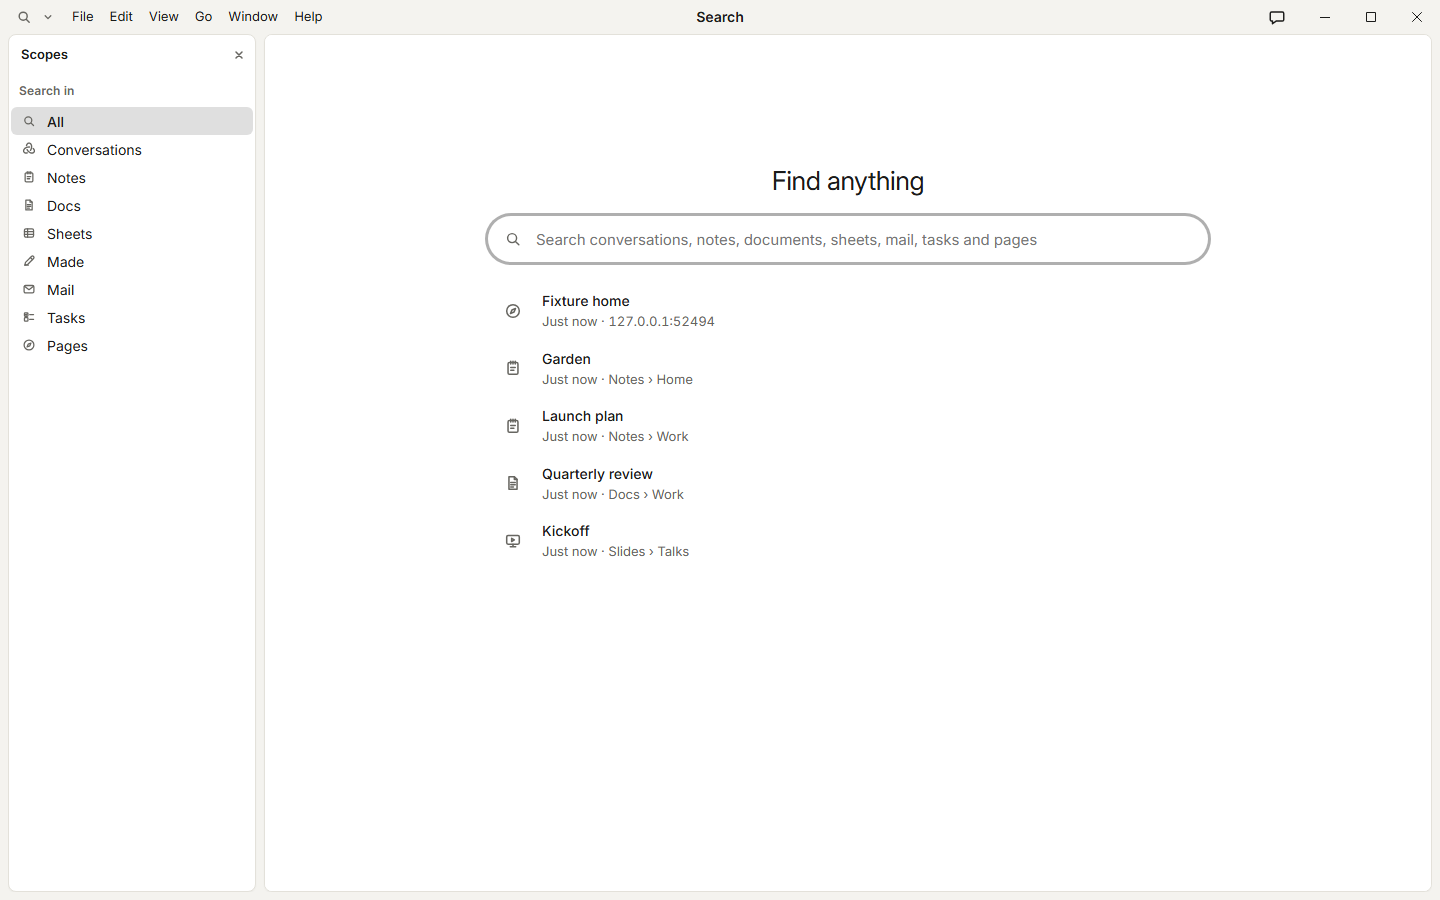 File Edit View Go Window Help
Search
Scopes
Search in
All
Conversations
Notes
Docs
Sheets
Made
Mail
Tasks
Pages
Find anything
Search conversations, notes, documents, sheets, mail, tasks and pages
Fixture home
Just now · 127.0.0.1:52494
Garden
Just now · Notes › Home
Launch plan
Just now · Notes › Work
Quarterly review
Just now · Docs › Work
Kickoff
Just now · Slides › Talks